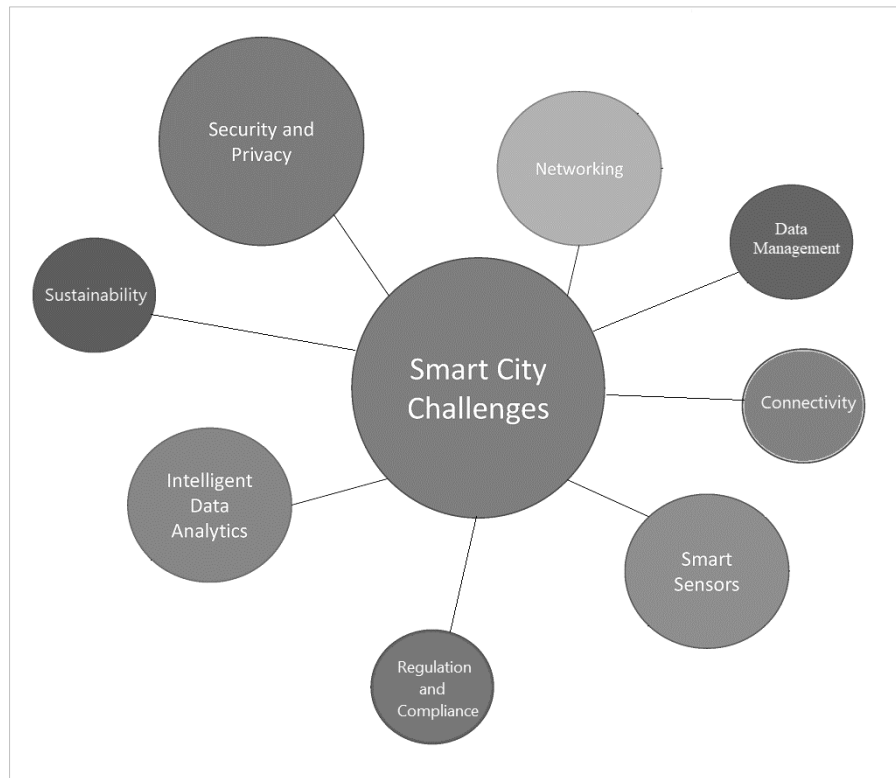 Security and
Privacy
Networking
Data
Management
Sustainability
Smart City
Challenges
Connectivity
Intelligent
Data
Analytics
Smart
Sensors
Regulation
and
Compliance